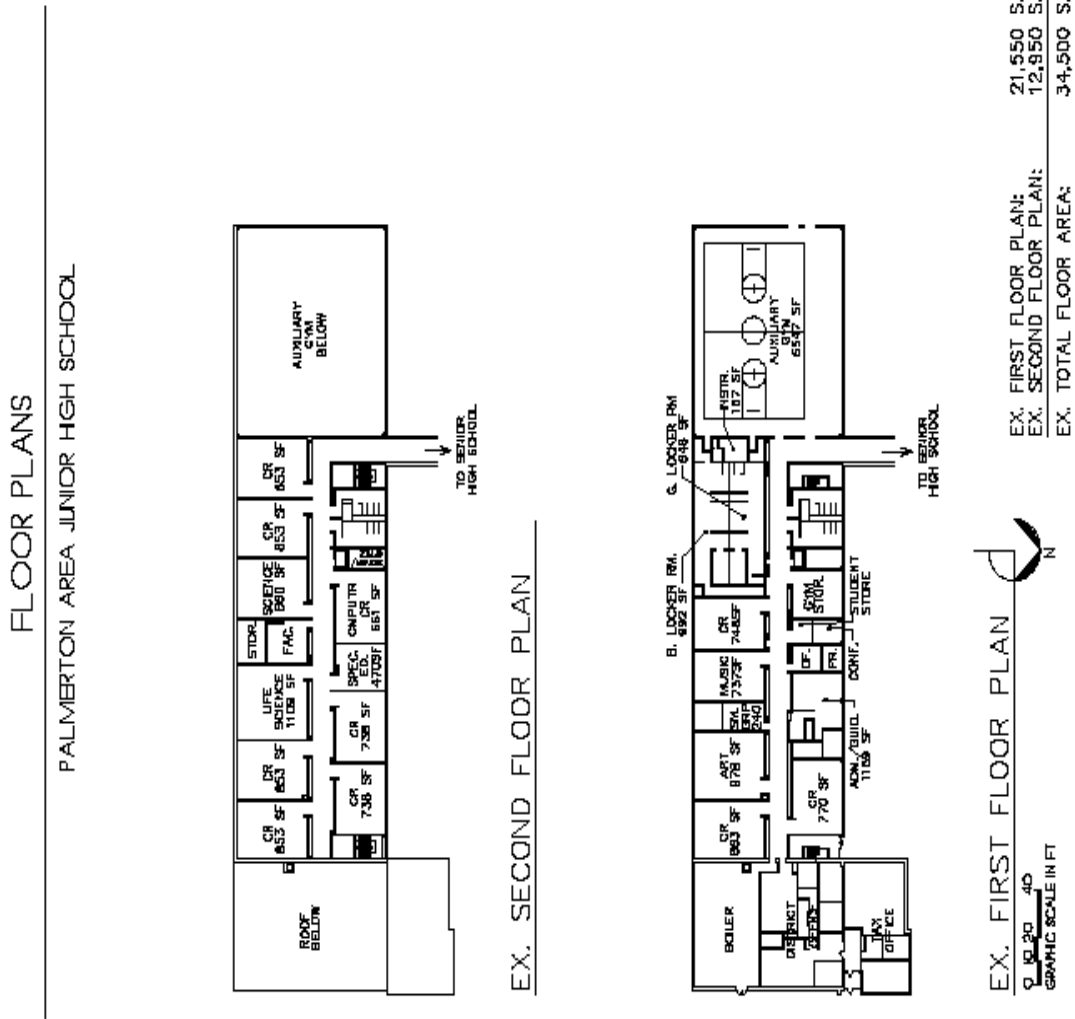 FLOOR PLANS
PALMERTON AREA JUNIOR HIGH SCHOOL
ROOF
BELOW
CR
853 SF
CR
853 SF
LIFE
SCIENCE
1109 SF
STOR.
FAC.
SCIENCE
CR
853 SF
CR
653 SF
AUXILIARY
GYM
BELOW
CR
738 SF
CR
738 SF
SPEC.
ED.
470SF
CMPUTR
CR
661 SF
TO SENIOR
HIGH SCHOOL
EX. SECOND FLOOR PLAN
B. LOCKER RM.
992 SF
G. LOCKER RM
848 SF
INSTR.
167 SF
BOILER
CR
ART
878 SF
SM.
GRP
240
MUSIC
737SF
CR
748SF
AUXILIARY
GYM
6547 SF
DISTRICT
OFFICE
TAX
OFFICE
CR
770 SF
ADM./GUID.
1169 SF
OF.
PR.
CONF.
GYM
STOR.
STUDENT
STORE
TO SENIOR
HIGH SCHOOL
EX. FIRST FLOOR PLAN
0 10 20 40
GRAPHIC SCALE IN FT
N
EX. FIRST FLOOR PLAN: 21,550
EX. SECOND FLOOR PLAN: 12,950
EX. TOTAL FLOOR AREA: 34,500